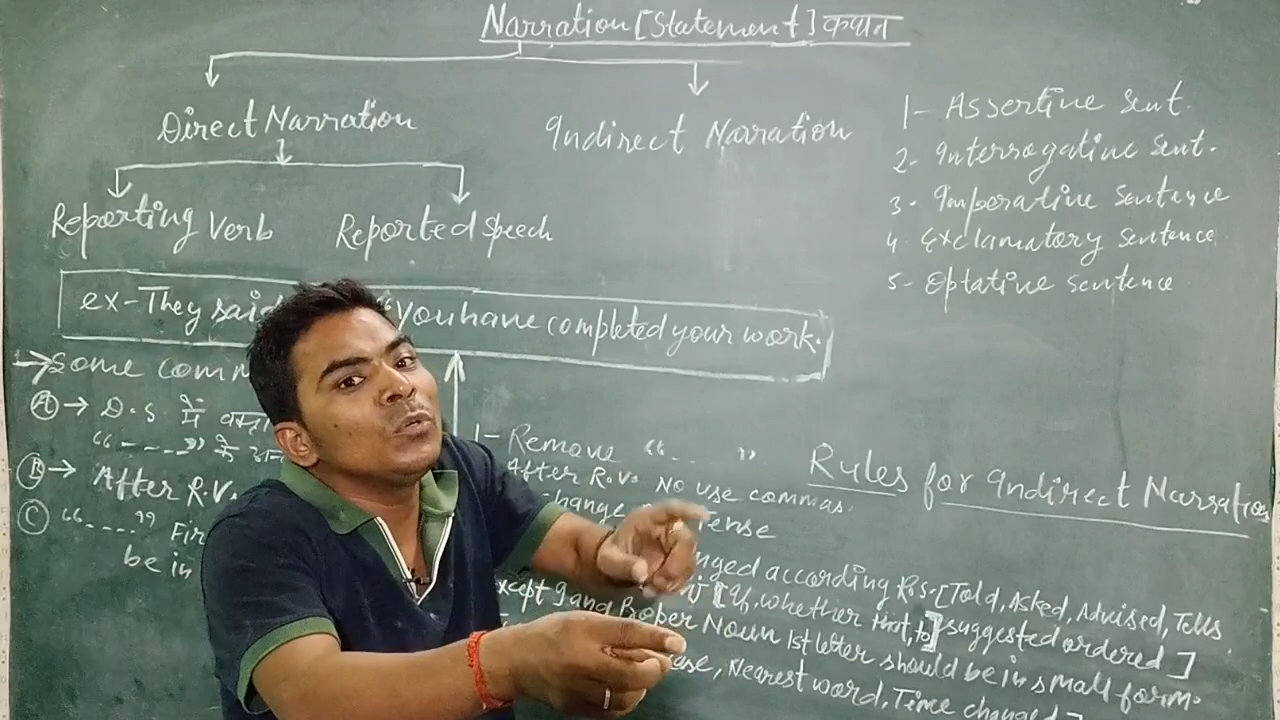 Narration [Statement] कथन
Direct Narration
Indirect Narration
Reporting Verb
Reported Speech
ex- They said "you have completed your work.
1- Assertive Sent.
2- Interrogative Sent.
3- Imperative Sentence
4. Exclamatory Sentence
5- Optative Sentence
→ Some comm
Ⓐ → D.S. में
“-----”
Ⓑ → After R.V.
Ⓒ “-----” Fir
be in
1- Remove “-- ”
After R.V. No use commas.
change Tense
nged according R.S-[Told, Asked, Advised, Tells
[If, whether that, to] suggested ordered ]
xcept I and Proper Noun 1st letter should be in small form.
ase, Nearest word, Time changed]
Rules for Indirect Narration